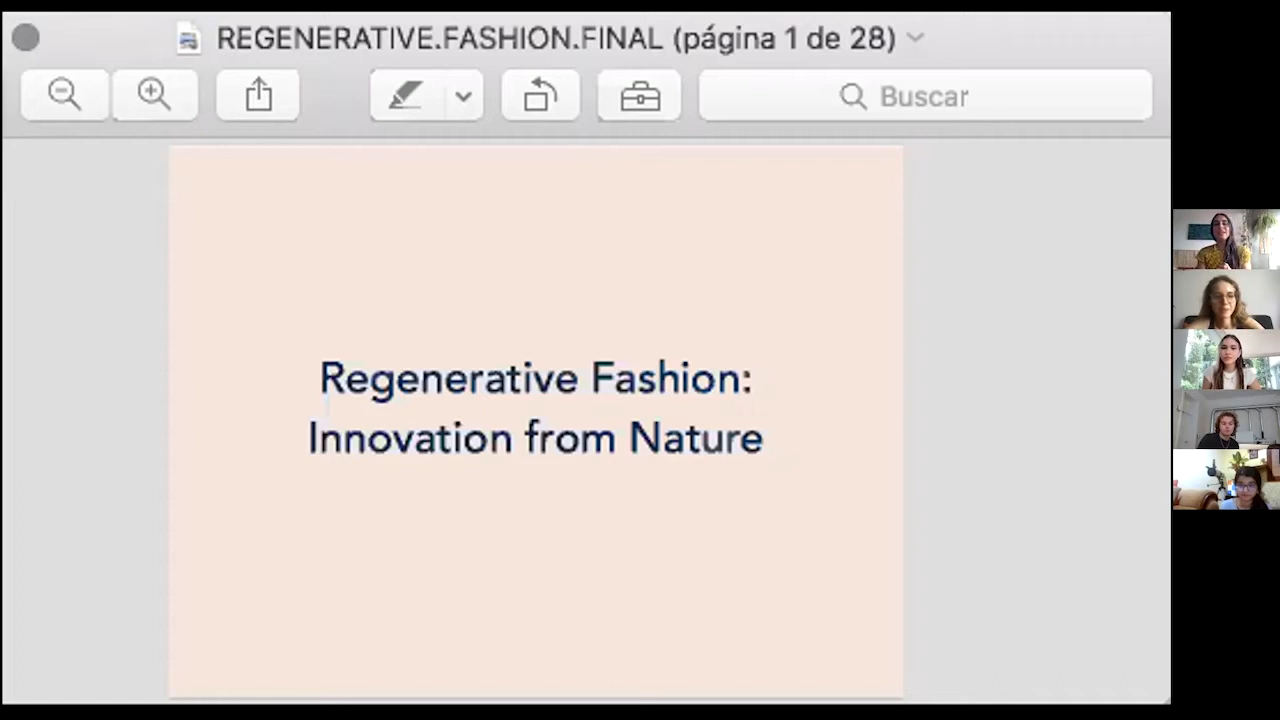 REGENERATIVE.FASHION.FINAL (página 1 de 28)
Buscar
Regenerative Fashion:
Innovation from Nature